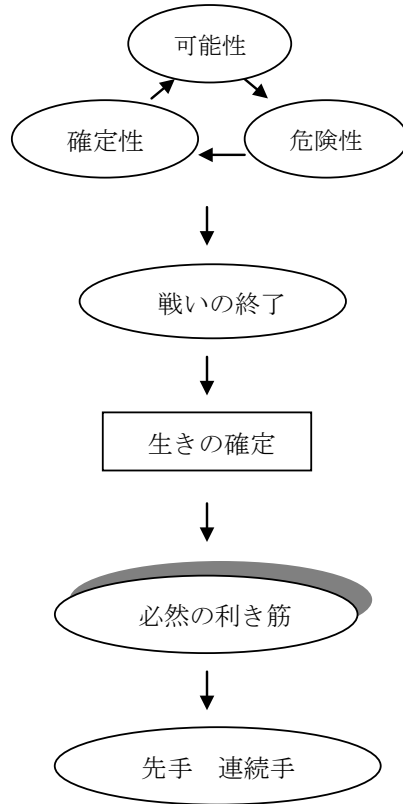 可能性
確定性
危険性
戦いの終了
生きの確定
必然の利き筋
先手　連続手